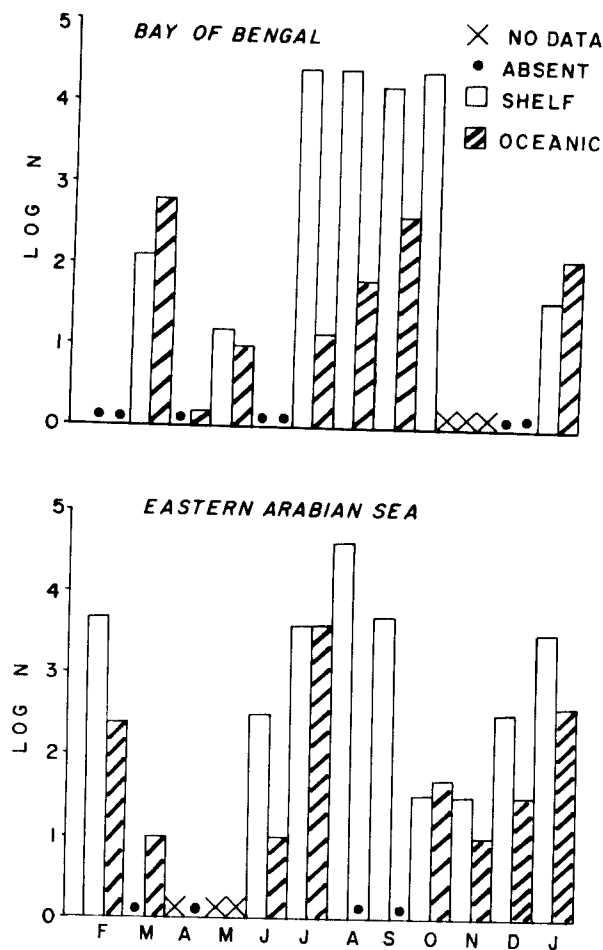 BAY OF BENGAL
NO DATA
ABSENT
SHELF
OCEANIC
5
4
3
2
1
0
LOG N
EASTERN ARABIAN SEA
5
4
3
2
1
0
LOG N
F M A M J J A S O N D J